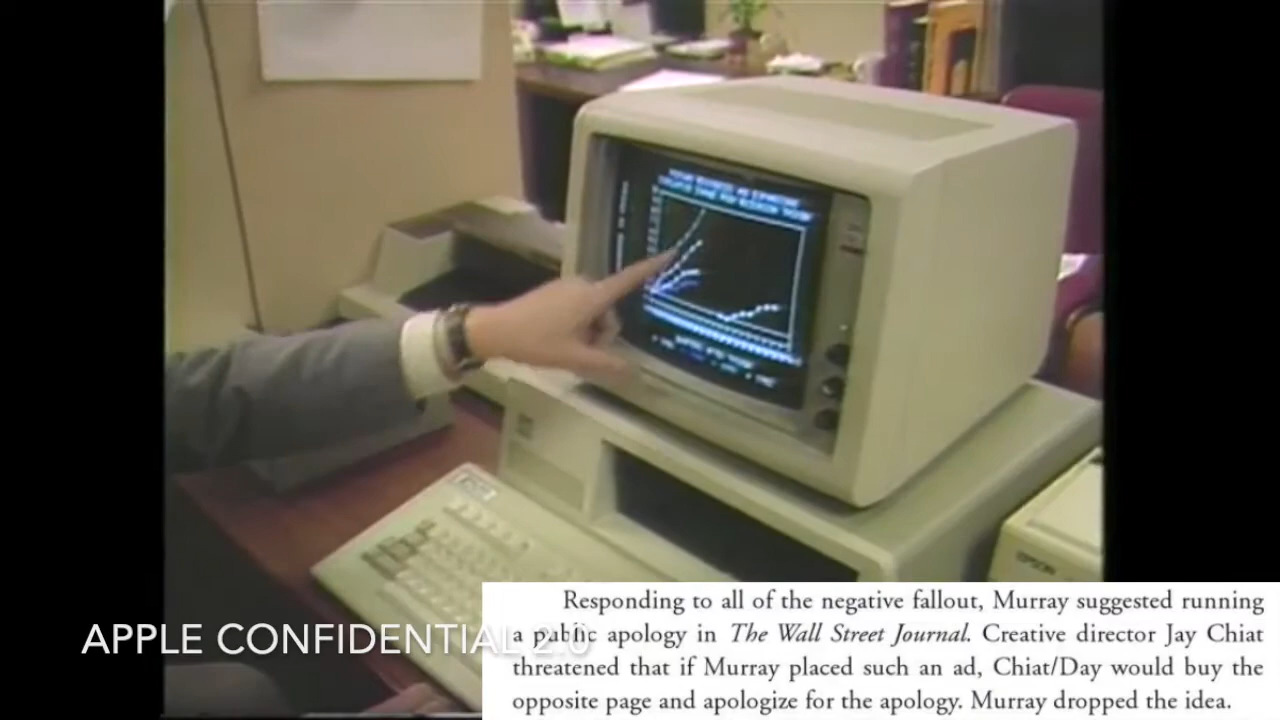 EPSON
APPLE CONFIDENTIAL 2.0
Responding to all of the negative fallout, Murray suggested running
a public apology in The Wall Street Journal. Creative director Jay Chiat
threatened that if Murray placed such an ad, Chiat/Day would buy the
opposite page and apologize for the apology. Murray dropped the idea.